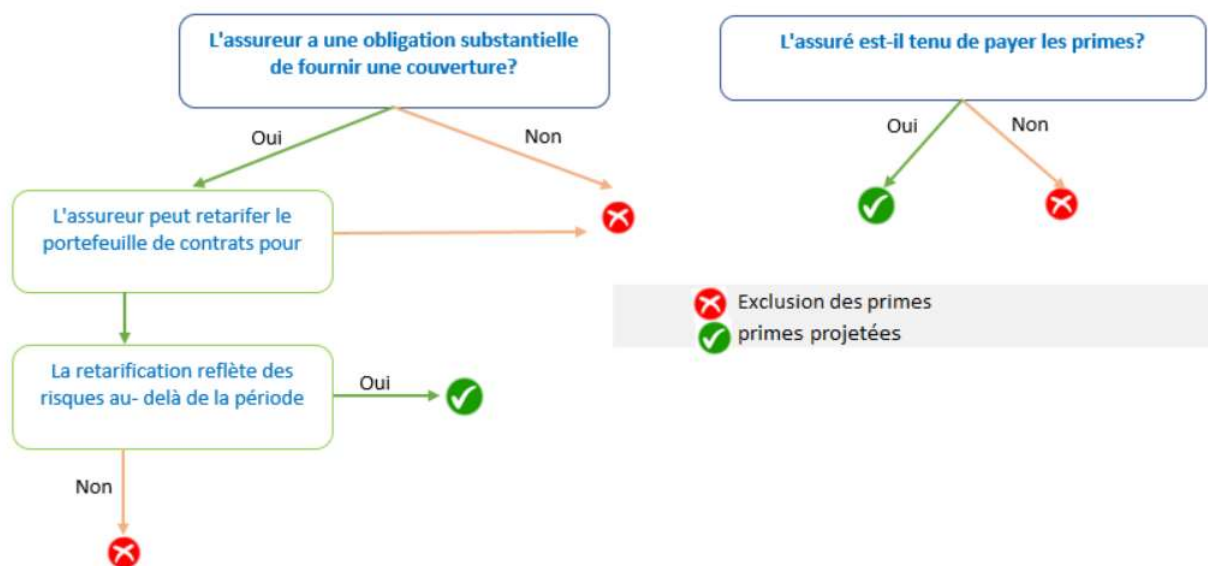 L'assureur a une obligation substantielle
de fournir une couverture?
L'assuré est-il tenu de payer les primes?
Oui
Non
Oui
Non
L'assureur peut retarifer le
portefeuille de contrats pour
Exclusion des primes
primes projetées
La retarification reflète des
risques au- delà de la période
Oui
Non